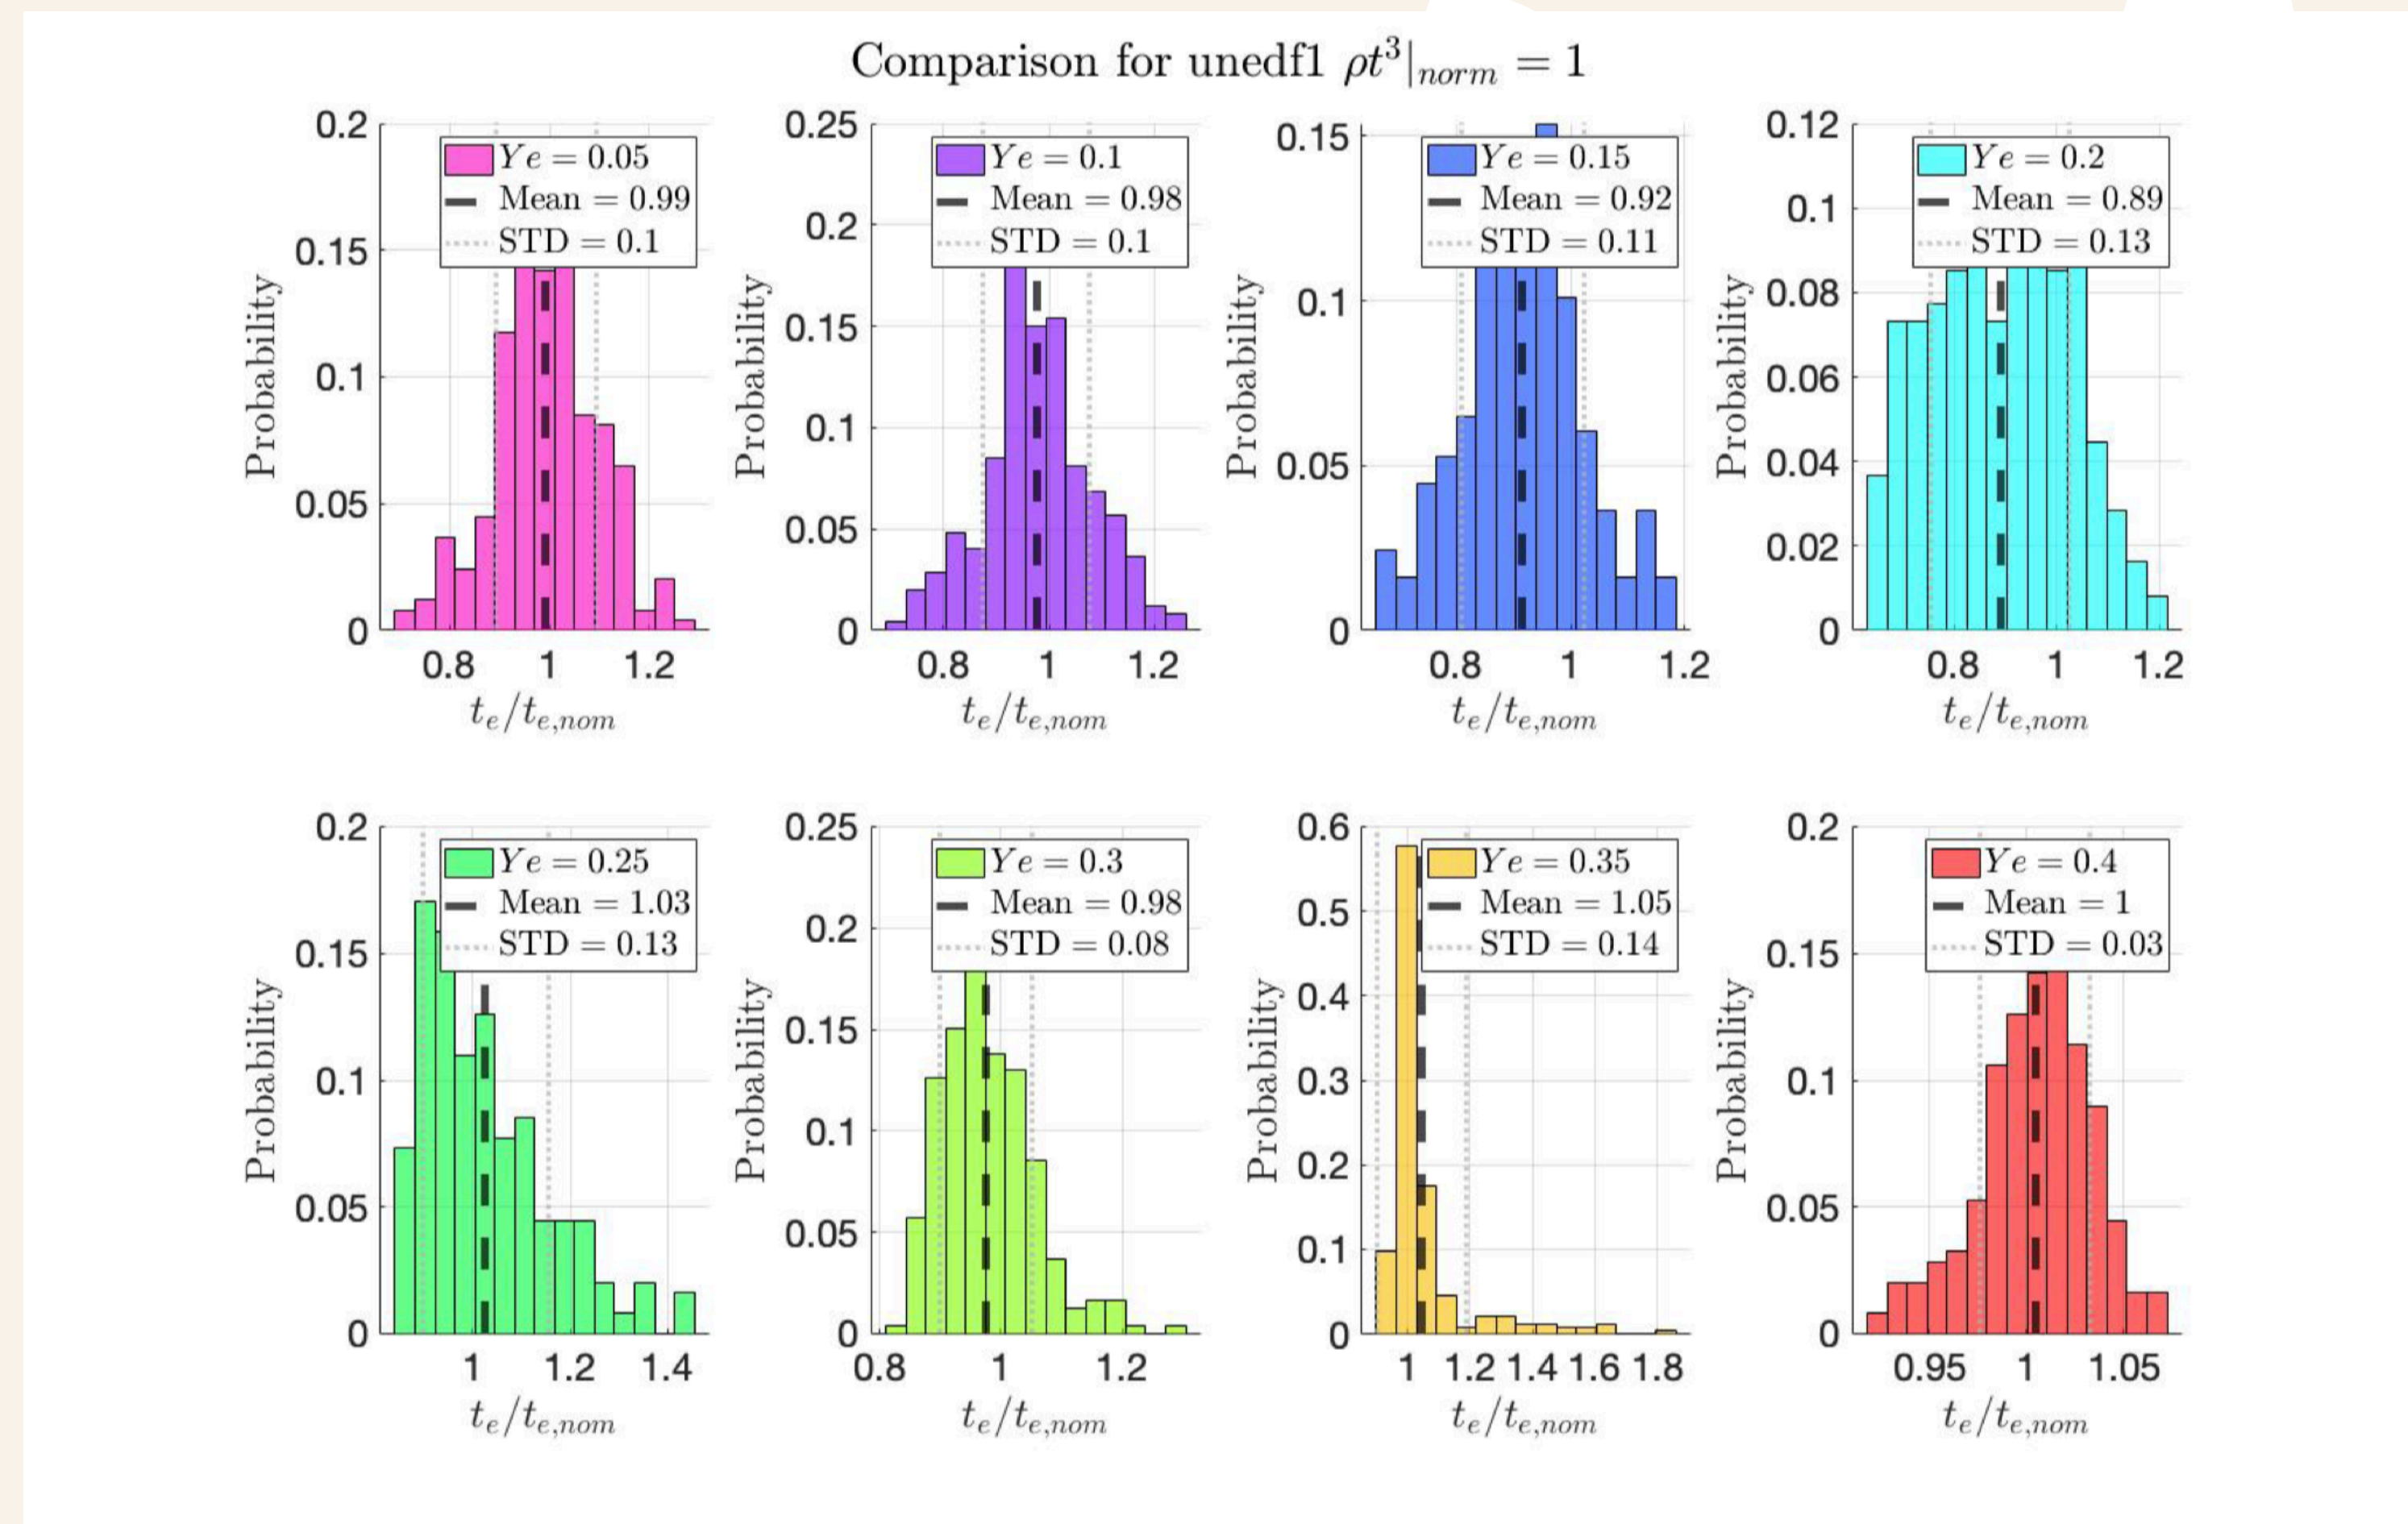 Comparison for unedf1 ρt³|norm = 1
0.2
0.15
0.1
0.05
0
Probability
Ye = 0.05
Mean = 0.99
STD = 0.1
0.8 1 1.2
te/te,nom
0.25
0.2
0.15
0.1
0.05
0
Probability
Ye = 0.1
Mean = 0.98
STD = 0.1
0.8 1 1.2
te/te,nom
0.15
0.1
0.05
0
Probability
Ye = 0.15
Mean = 0.92
STD = 0.11
0.8 1 1.2
te/te,nom
0.12
0.1
0.08
0.06
0.04
0.02
0
Probability
Ye = 0.2
Mean = 0.89
STD = 0.13
0.8 1 1.2
te/te,nom
0.2
0.15
0.1
0.05
0
Probability
Ye = 0.25
Mean = 1.03
STD = 0.13
1 1.2 1.4
te/te,nom
0.25
0.2
0.15
0.1
0.05
0
Probability
Ye = 0.3
Mean = 0.98
STD = 0.08
0.8 1 1.2
te/te,nom
0.6
0.5
0.4
0.3
0.2
0.1
0
Probability
Ye = 0.35
Mean = 1.05
STD = 0.14
1 1.2 1.4 1.6 1.8
te/te,nom
0.2
0.15
0.1
0.05
0
Probability
Ye = 0.4
Mean = 1
STD = 0.03
0.95 1 1.05
te/te,nom